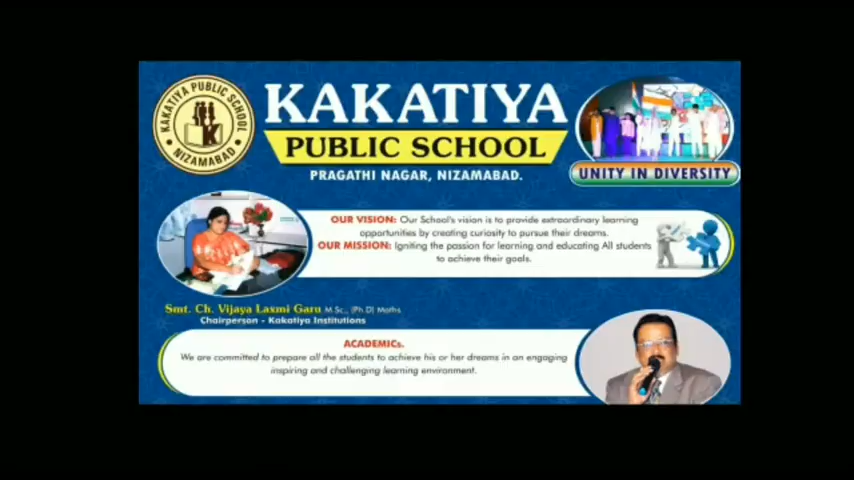 KAKATIYA PUBLIC SCHOOL
NIZAMABAD
KAKATIYA
PUBLIC SCHOOL
PRAGATHI NAGAR, NIZAMABAD.
UNITY IN DIVERSITY
OUR VISION: Our School's vision is to provide extraordinary learning
opportunities by creating curiosity to pursue their dreams.
OUR MISSION: Igniting the passion for learning and educating All students
to achieve their goals.
Smt. Ch. Vijaya Laxmi Garu M.Sc., (Ph.D) Maths
Chairperson - Kakatiya Institutions
ACADEMICs.
We are committed to prepare all the students to achieve his or her dreams in an engaging
inspiring and challenging learning environment.